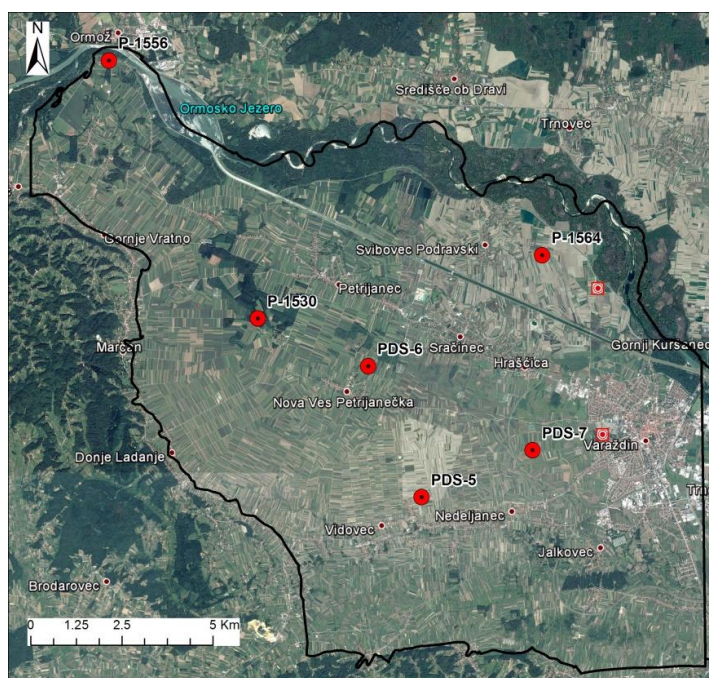 N
Ormož
P-1556
Središče ob Dravi
Ormosko Jezero
Trnovec
Gornje Vratno
Svibovec Podravski
P-1564
Petrijanec
P-1530
Marčan
Sračinec
Gornji Kuršanec
PDS-6
Hrašćica
Nova Ves Petrijanečka
PDS-7
Varaždin
Donje Ladanje
PDS-5
Trn
Nedeljanec
Vidovec
Jalkovec
Brodarovec
0 1.25 2.5 5 Km